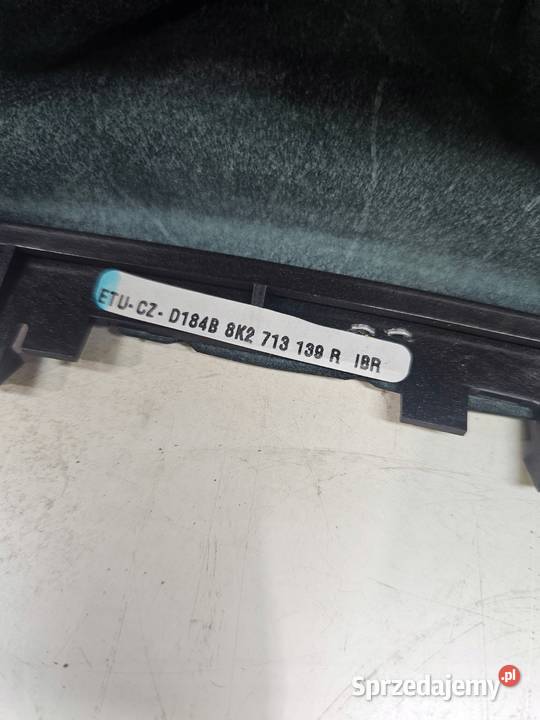 ETU-CZ- D184B 8K2 713 139 R IBR
Sprzedajemy.pl